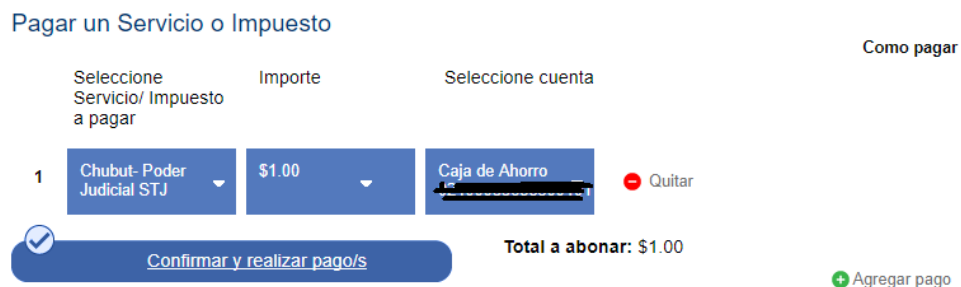 Pagar un Servicio o Impuesto
Como pagar
Seleccione
Servicio/ Impuesto
a pagar
Importe
Seleccione cuenta
1
Chubut- Poder
Judicial STJ
$1.00
Caja de Ahorro
Quitar
Confirmar y realizar pago/s
Total a abonar: $1.00
Agregar pago